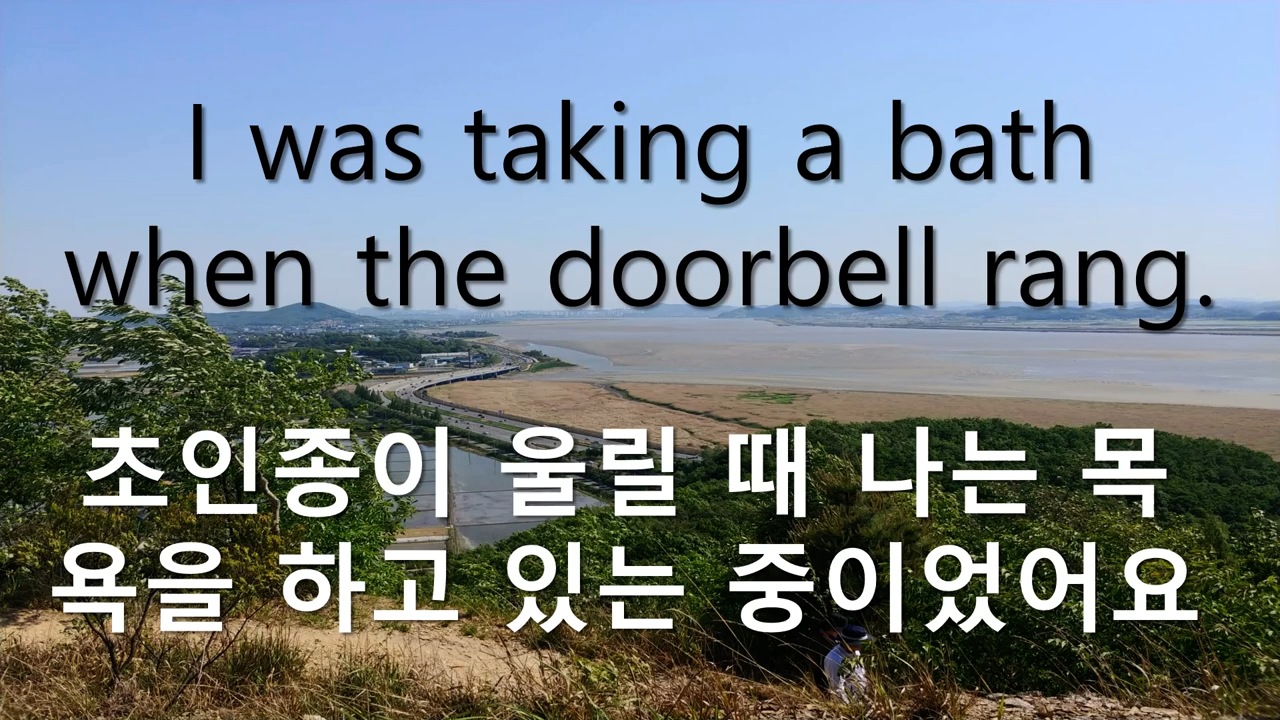 I was taking a bath
when the doorbell rang.
초인종이 울릴 때 나는 목
욕을 하고 있는 중이었어요